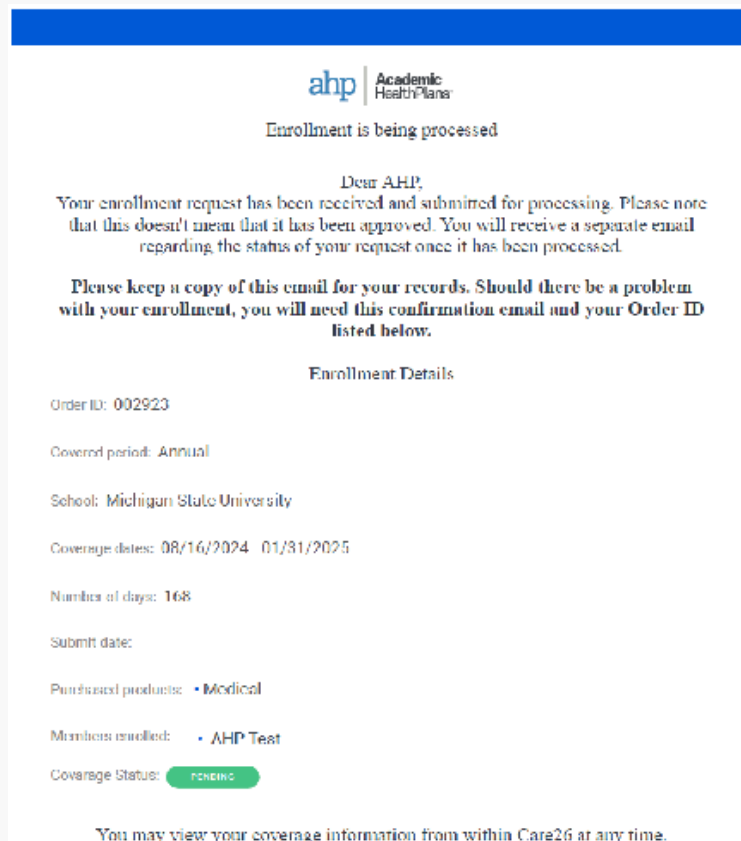 ahp Academic
HealthPlans
Enrollment is being processed
Dear AHP,
Your enrollment request has been received and submitted for processing. Please note
that this doesn't mean that it has been approved. You will receive a separate email
regarding the status of your request once it has been processed.
Please keep a copy of this email for your records. Should there be a problem
with your enrollment, you will need this confirmation email and your Order ID
listed below.
Enrollment Details
Order ID: 002923
Covered period: Annual
School: Michigan State University
Coverage dates: 08/16/2024 01/31/2025
Number of days: 168
Submit date:
Purchased products: • Medical
Members enrolled: • AHP Test
Coverage Status: PENDING
You may view your coverage information from within Care26 at any time.